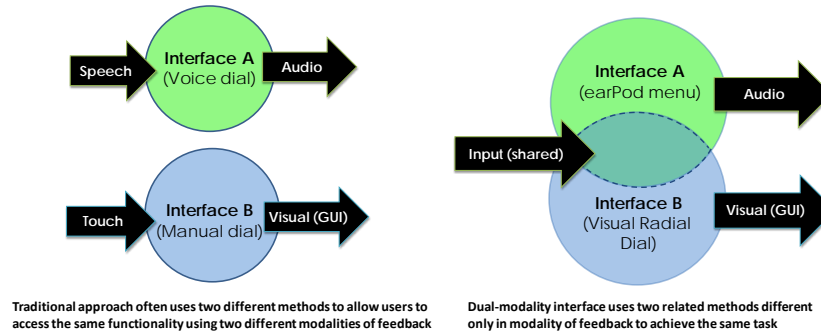 Interface A
(Voice dial)
Speech
Audio
Interface B
(Manual dial)
Touch
Visual (GUI)
Traditional approach often uses two different methods to allow users to
access the same functionality using two different modalities of feedback
Interface A
(earPod menu)
Audio
Input (shared)
Interface B
(Visual Radial
Dial)
Visual (GUI)
Dual-modality interface uses two related methods different
only in modality of feedback to achieve the same task